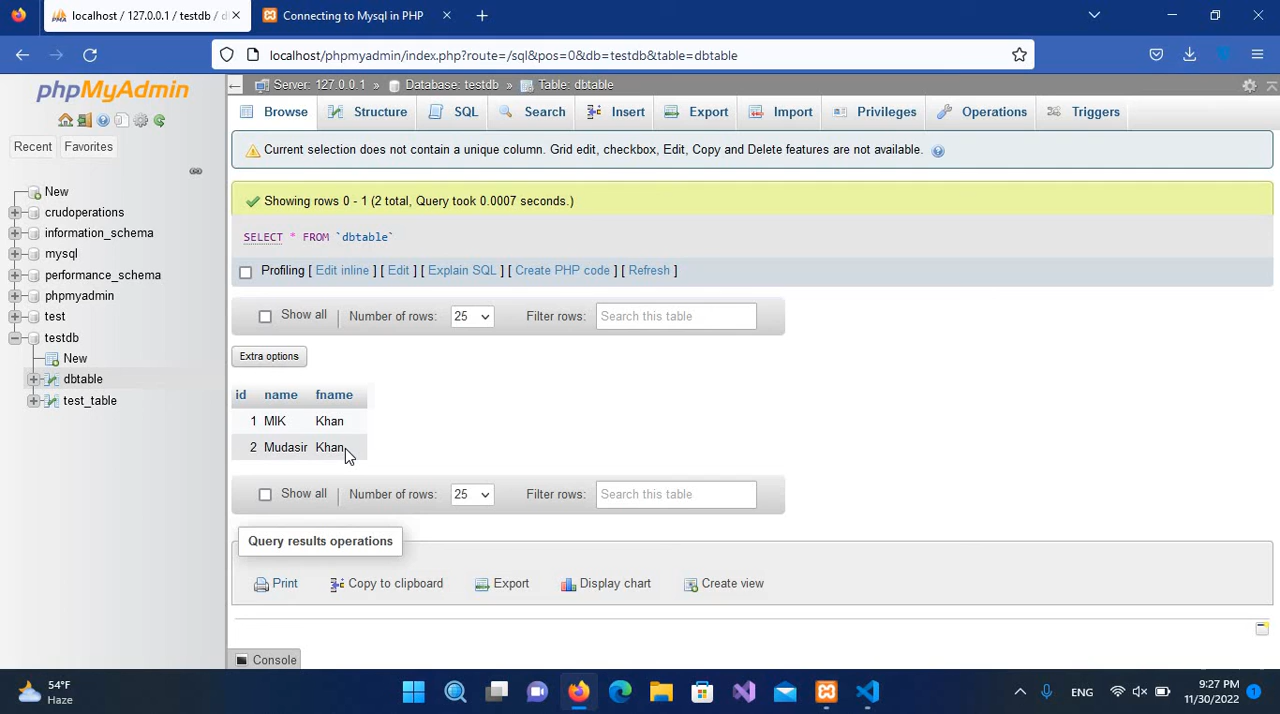 localhost / 127.0.0.1 / testdb / d
Connecting to Mysql in PHP
localhost/phpmyadmin/index.php?route=/sql&pos=0&db=testdb&table=dbtable
phpMyAdmin
Recent
Favorites
New
crudoperations
information_schema
mysql
performance_schema
phpmyadmin
test
testdb
New
dbtable
test_table
Server: 127.0.0.1 » Database: testdb » Table: dbtable
Browse
Structure
SQL
Search
Insert
Export
Import
Privileges
Operations
Triggers
Current selection does not contain a unique column. Grid edit, checkbox, Edit, Copy and Delete features are not available.
Showing rows 0 - 1 (2 total, Query took 0.0007 seconds.)
SELECT * FROM `dbtable`
Profiling [ Edit inline ] [ Edit ] [ Explain SQL ] [ Create PHP code ] [ Refresh ]
Show all Number of rows: 25 Filter rows: Search this table
Extra options
id name fname
1 MIK Khan
2 Mudasir Khan
Show all Number of rows: 25 Filter rows: Search this table
Query results operations
Print Copy to clipboard Export Display chart Create view
Console
54°F
Haze
ENG
9:27 PM
11/30/2022
1